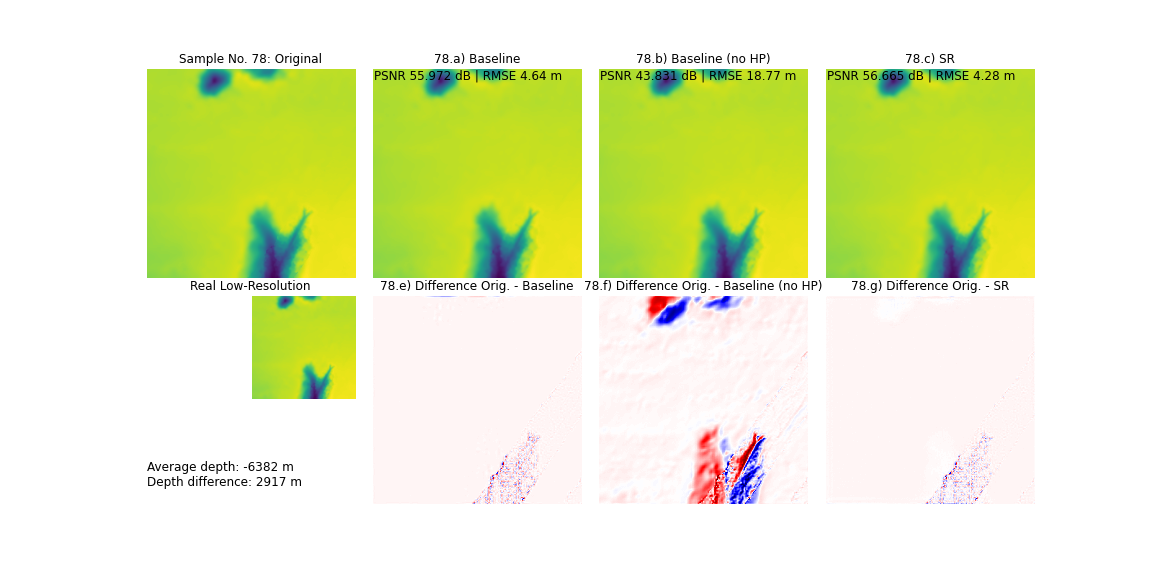 Sample No. 78: Original
78.a) Baseline
78.b) Baseline (no HP)
78.c) SR
PSNR 55.972 dB | RMSE 4.64 m
PSNR 43.831 dB | RMSE 18.77 m
PSNR 56.665 dB | RMSE 4.28 m
Real Low-Resolution
78.e) Difference Orig. - Baseline
78.f) Difference Orig. - Baseline (no HP)
78.g) Difference Orig. - SR
Average depth: -6382 m
Depth difference: 2917 m